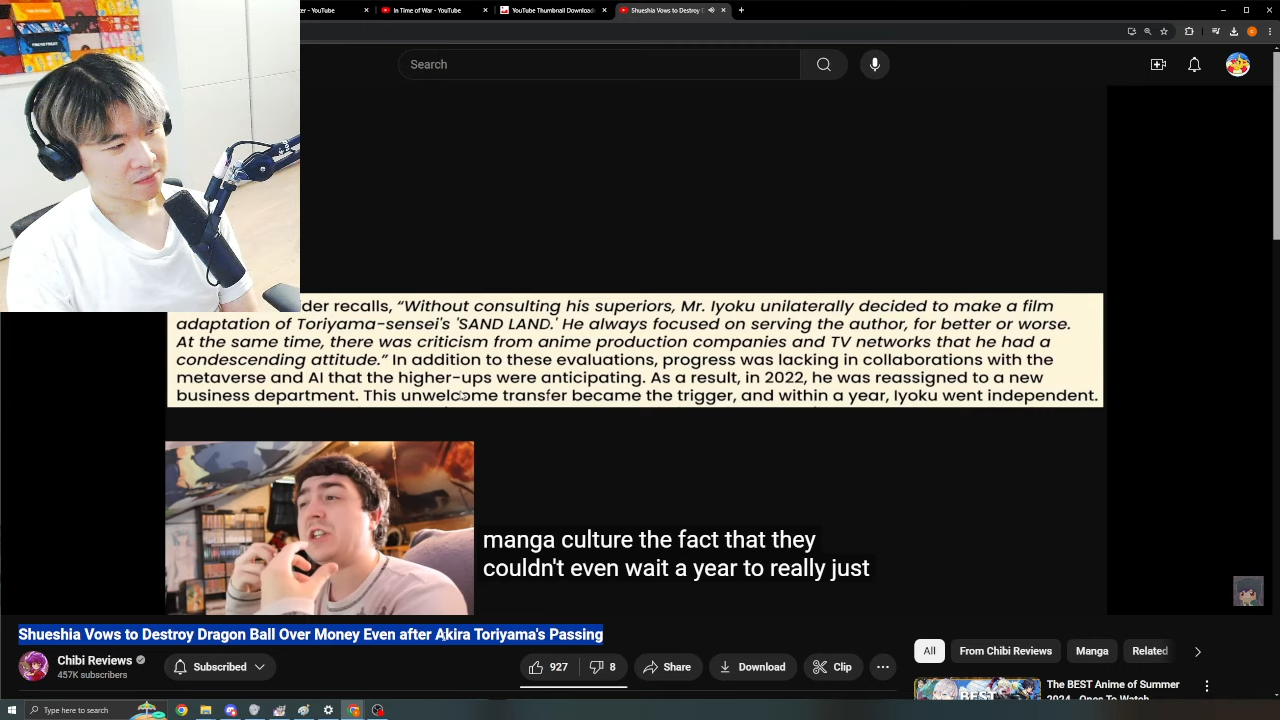 ter - YouTube
In Time of War - YouTube
YouTube Thumbnail Download
Shueshia Vows to Destroy D
Search
der recalls, “Without consulting his superiors, Mr. Iyoku unilaterally decided to make a film
adaptation of Toriyama-sensei's 'SAND LAND.' He always focused on serving the author, for better or worse.
At the same time, there was criticism from anime production companies and TV networks that he had a
condescending attitude.” In addition to these evaluations, progress was lacking in collaborations with the
metaverse and AI that the higher-ups were anticipating. As a result, in 2022, he was reassigned to a new
business department. This unwelcome transfer became the trigger, and within a year, Iyoku went independent.
manga culture the fact that they
couldn't even wait a year to really just
Shueshia Vows to Destroy Dragon Ball Over Money Even after Akira Toriyama's Passing
Chibi Reviews
457K subscribers
Subscribed
927
8
Share
Download
Clip
All
From Chibi Reviews
Manga
Related
BEST
The BEST Anime of Summer
2024 - Ones To Watch
Type here to search